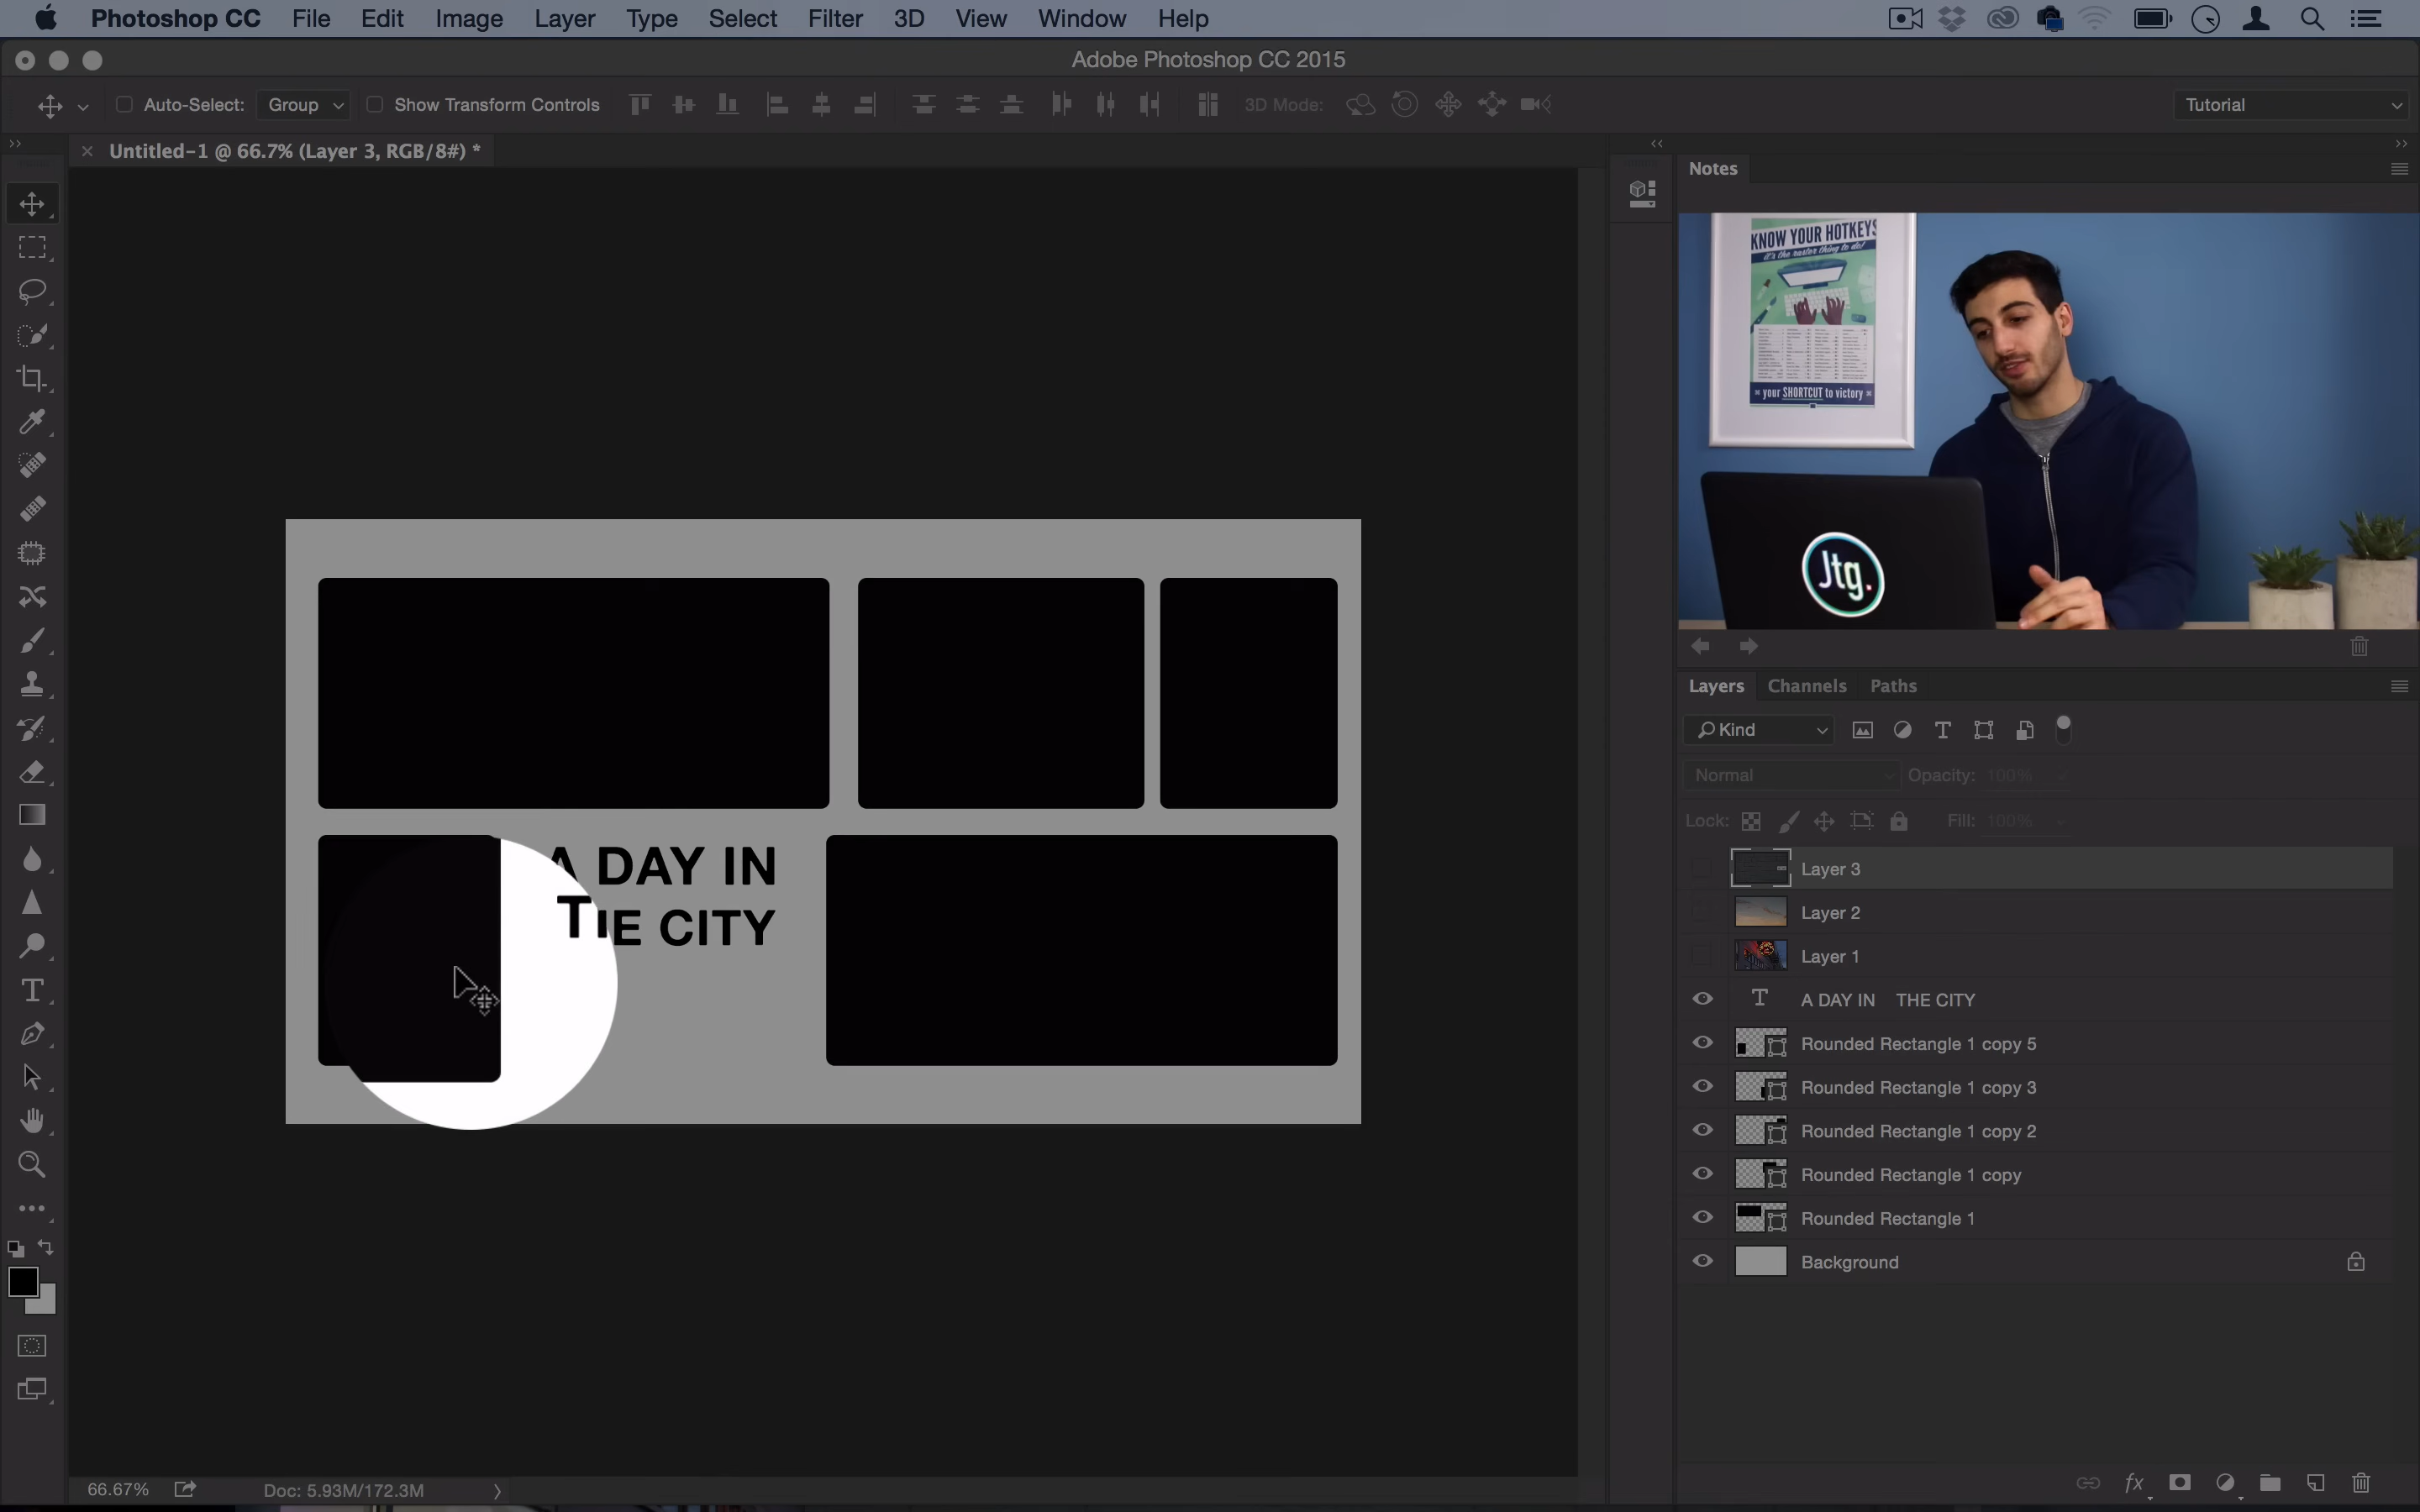 Photoshop CC File Edit Image Layer Type Select Filter 3D View Window Help
Adobe Photoshop CC 2015
Auto-Select: Group Show Transform Controls 3D Mode: Tutorial
Untitled-1 @ 66.7% (Layer 3, RGB/8#) *
Notes
KNOW YOUR HOTKEYS
it's the raster thing to do!
your SHORTCUT to victory
Jtg.
A DAY IN
THE CITY
Layers Channels Paths
Kind
Normal Opacity: 100%
Lock: Fill: 100%
Layer 3
Layer 2
Layer 1
A DAY IN THE CITY
Rounded Rectangle 1 copy 5
Rounded Rectangle 1 copy 3
Rounded Rectangle 1 copy 2
Rounded Rectangle 1 copy
Rounded Rectangle 1
Background
fx
66.67% Doc: 5.93M/172.3M